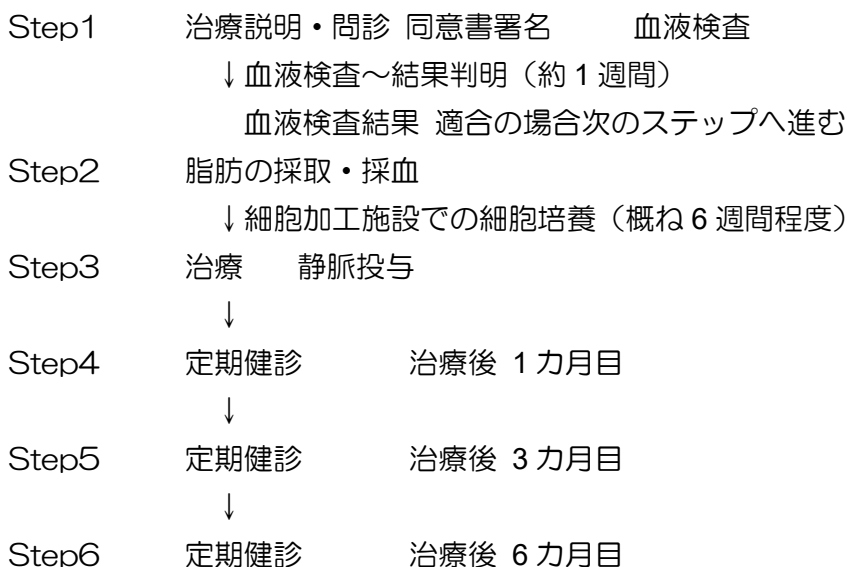 Step1 治療説明・問診 同意書署名 血液検査
↓血液検査～結果判明（約1週間）
血液検査結果 適合の場合次のステップへ進む
Step2 脂肪の採取・採血
↓細胞加工施設での細胞培養（概ね6週間程度）
Step3 治療 静脈投与
↓
Step4 定期健診 治療後 1カ月目
↓
Step5 定期健診 治療後 3カ月目
↓
Step6 定期健診 治療後 6カ月目